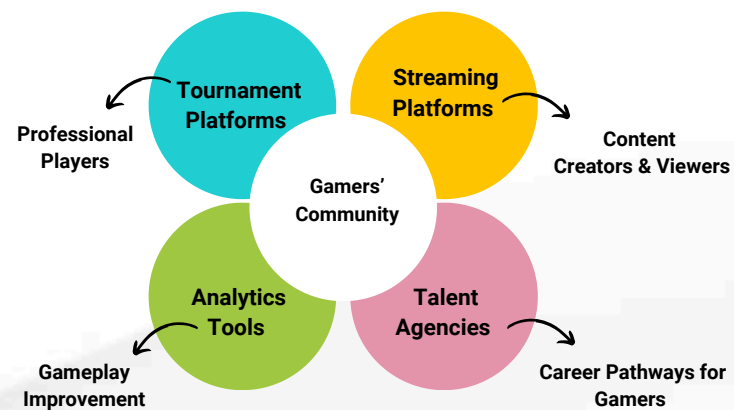 Tournament
Platforms
Streaming
Platforms
Professional
Players
Content
Creators & Viewers
Gamers’
Community
Analytics
Tools
Talent
Agencies
Gameplay
Improvement
Career Pathways for
Gamers